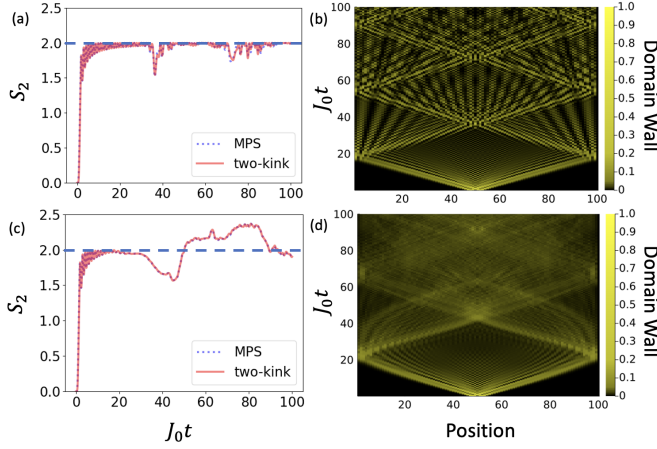 (a)
2.5
2.0
1.5
1.0
0.5
0.0
S₂
MPS
two-kink
0 20 40 60 80 100
(b)
100
80
60
40
20
J₀t
20 40 60 80 100
1.0
0.9
0.8
0.7
0.6
0.5
0.4
0.3
0.2
0.1
0
Domain Wall
(c)
2.5
2.0
1.5
1.0
0.5
0.0
S₂
MPS
two-kink
0 20 40 60 80 100
J₀t
(d)
100
80
60
40
20
J₀t
20 40 60 80 100
Position
1.0
0.9
0.8
0.7
0.6
0.5
0.4
0.3
0.2
0.1
0
Domain Wall